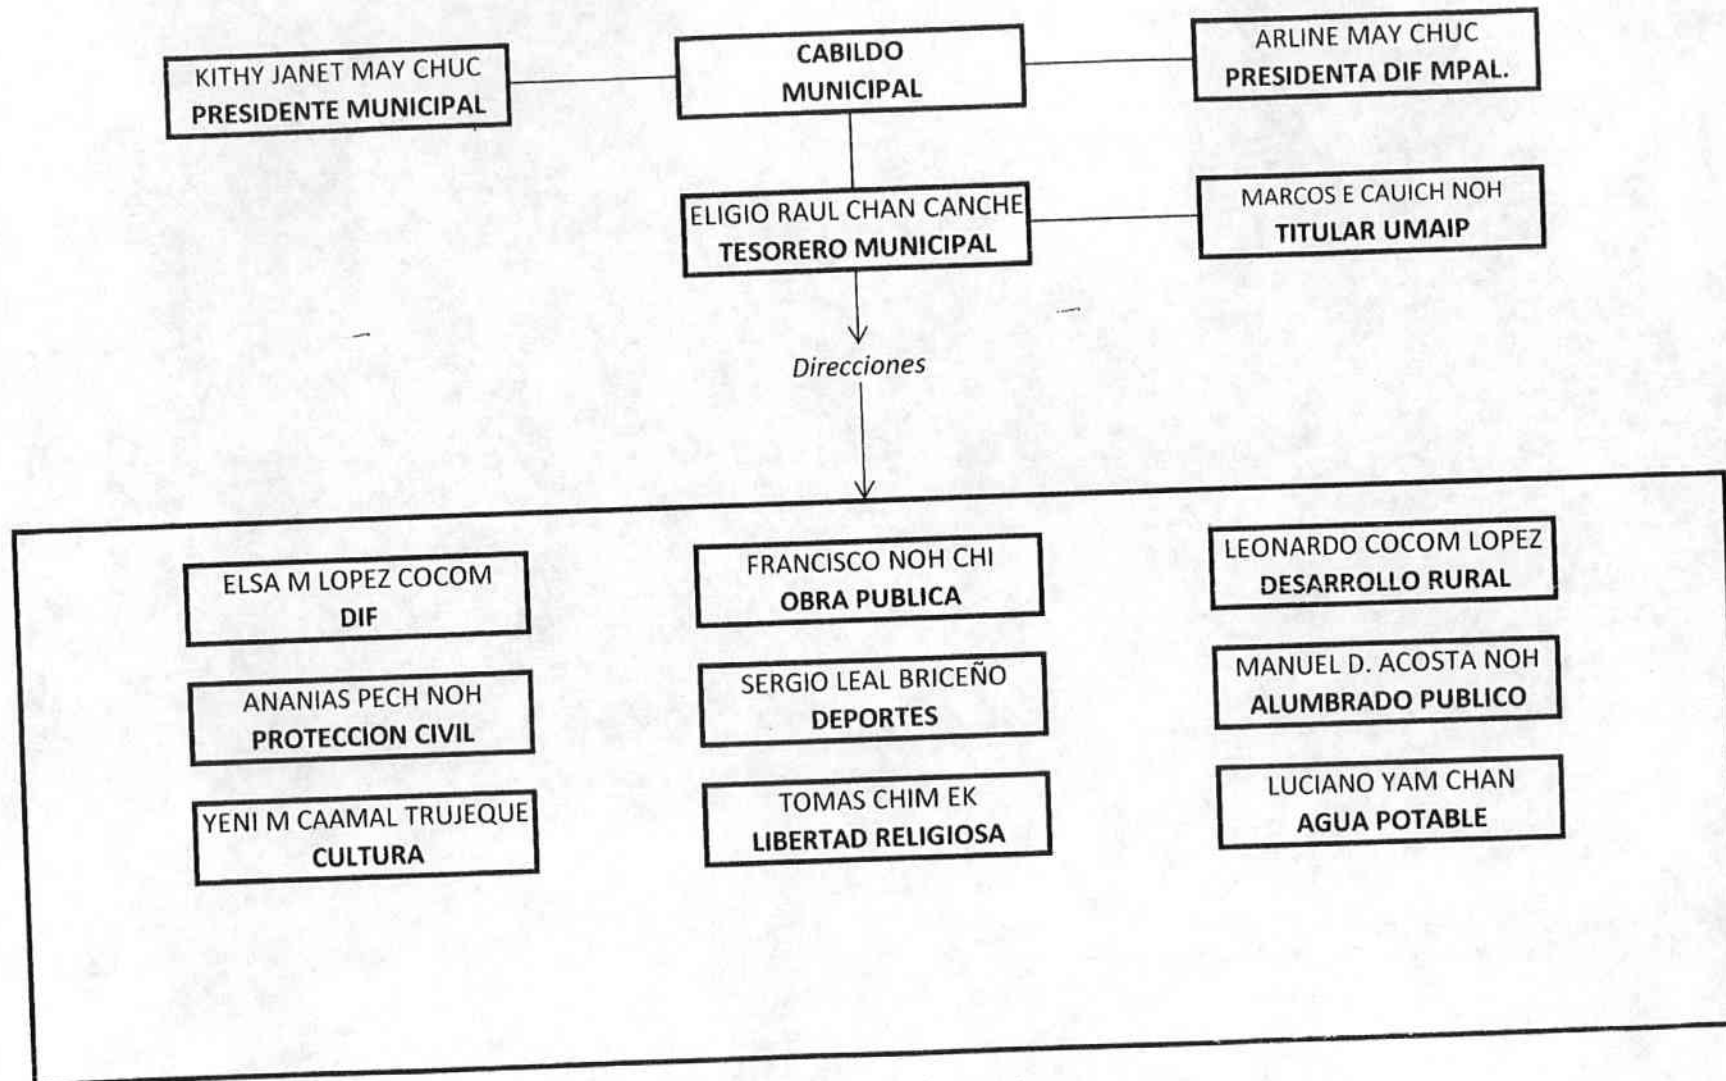 KITHY JANET MAY CHUC
PRESIDENTE MUNICIPAL
CABILDO
MUNICIPAL
ARLINE MAY CHUC
PRESIDENTA DIF MPAL.
ELIGIO RAUL CHAN CANCHE
TESORERO MUNICIPAL
MARCOS E CAUICH NOH
TITULAR UMAIP
Direcciones
ELSA M LOPEZ COCOM
DIF
FRANCISCO NOH CHI
OBRA PUBLICA
LEONARDO COCOM LOPEZ
DESARROLLO RURAL
ANANIAS PECH NOH
PROTECCION CIVIL
SERGIO LEAL BRICEÑO
DEPORTES
MANUEL D. ACOSTA NOH
ALUMBRADO PUBLICO
YENI M CAAMAL TRUJEQUE
CULTURA
TOMAS CHIM EK
LIBERTAD RELIGIOSA
LUCIANO YAM CHAN
AGUA POTABLE